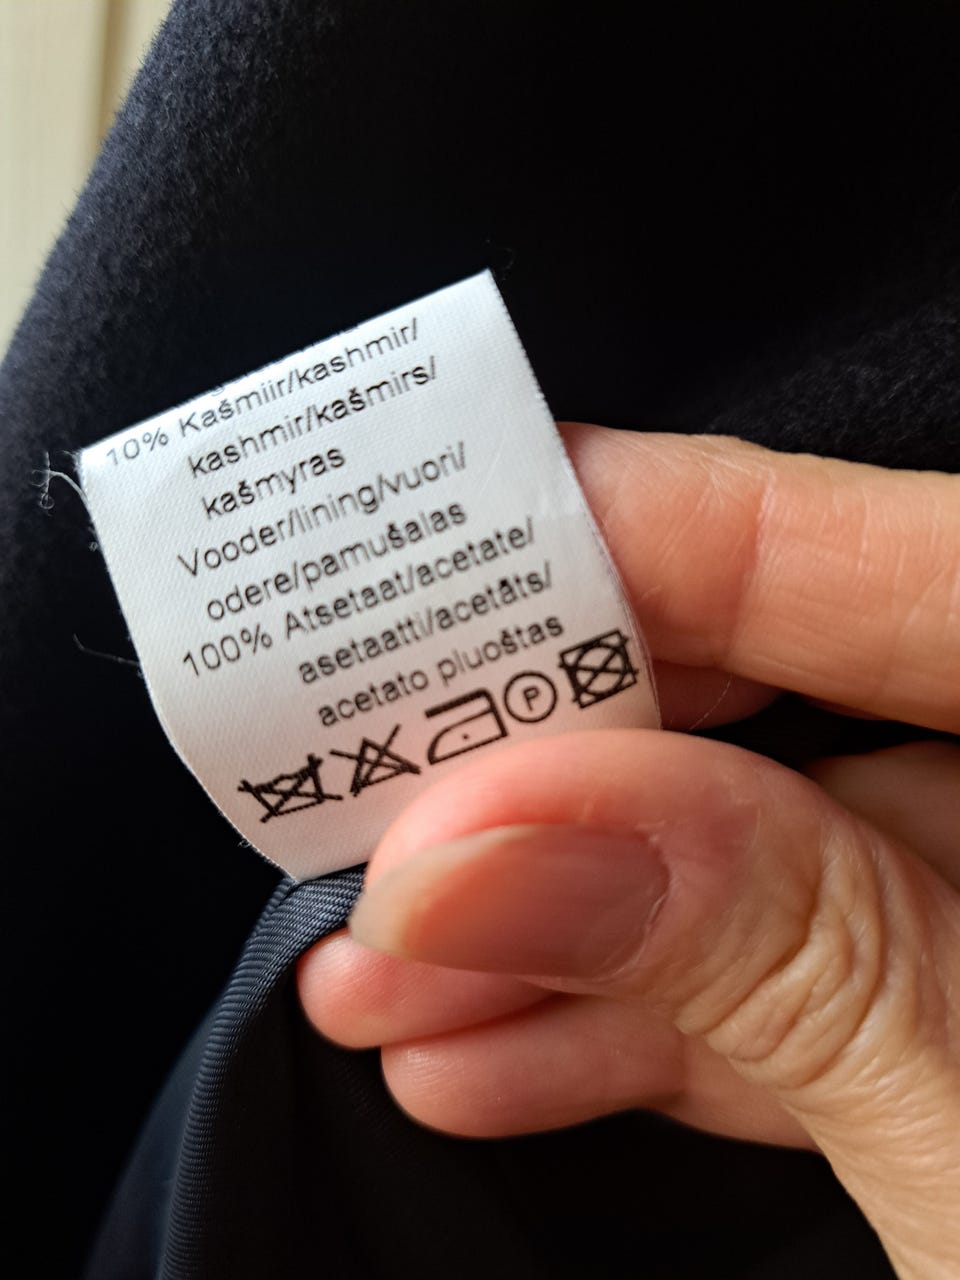 10% Kašmiir/kashmir/
kashmir/kašmirs/
kašmyras
Vooder/lining/vuori/
odere/pamušalas
100% Atsetaat/acetate/
asetaatti/acetāts/
acetato pluoštas
P